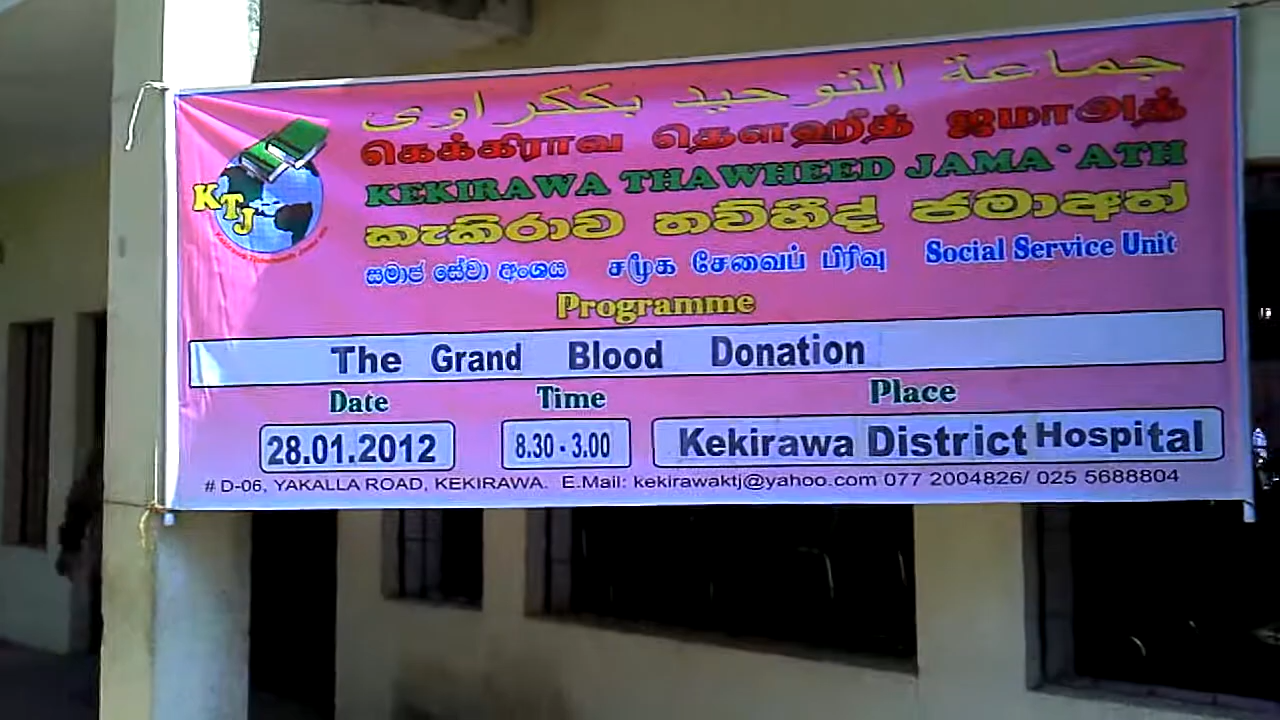 جماعة التوحيد بككراوى
கெக்கிராவ தௌஹீத் ஜமாஅத்
KEKIRAWA THAWHEED JAMA`ATH
කැකිරාව තව්හීද් ජමාඅත්
සමාජ සේවා අංශය சமூக சேவைப் பிரிவு Social Service Unit
KTJ
Programme
The Grand Blood Donation
Date Time Place
28.01.2012 8.30 - 3.00 Kekirawa District Hospital
# D-06, YAKALLA ROAD, KEKIRAWA. E.Mail: kekirawaktj@yahoo.com 077 2004826/ 025 5688804